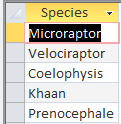 Species
Microraptor
Velociraptor
Coelophysis
Khaan
Prenocephale